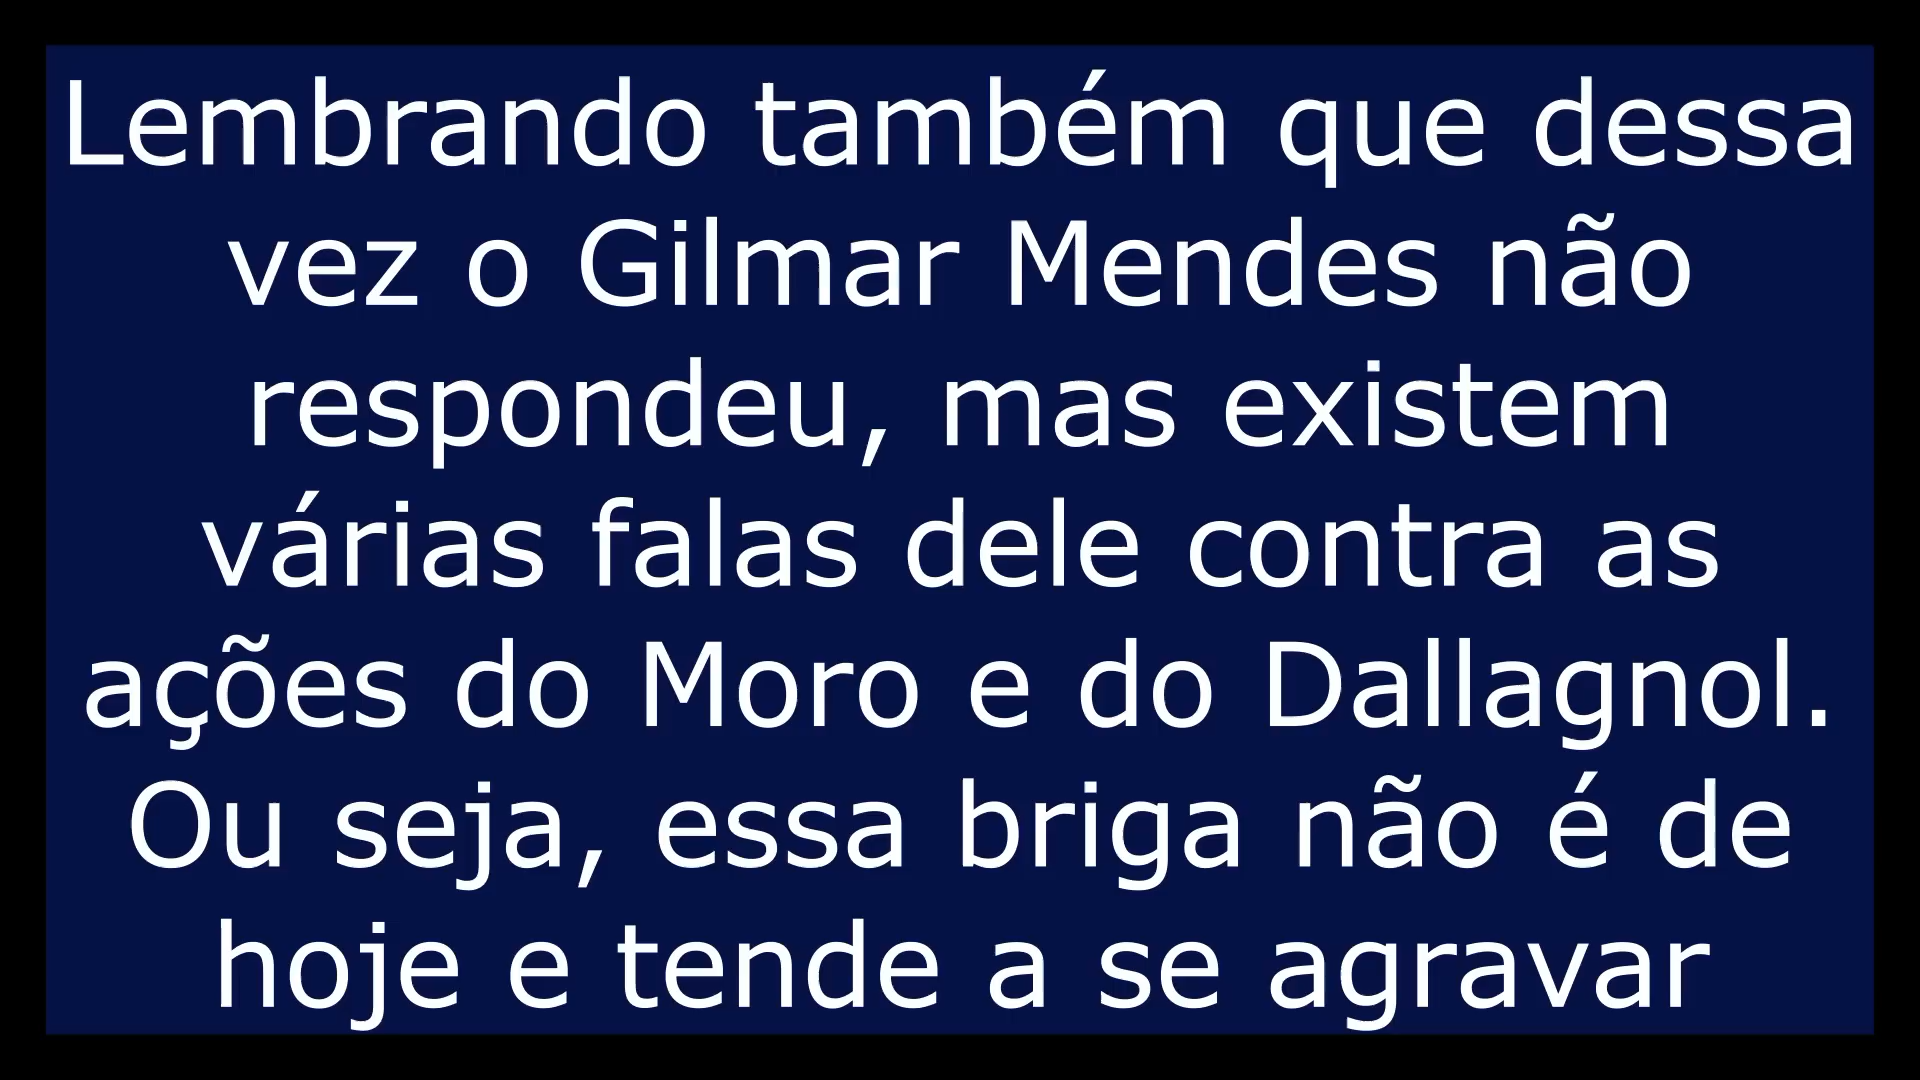 Lembrando também que dessa
vez o Gilmar Mendes não
respondeu, mas existem
várias falas dele contra as
ações do Moro e do Dallagnol.
Ou seja, essa briga não é de
hoje e tende a se agravar